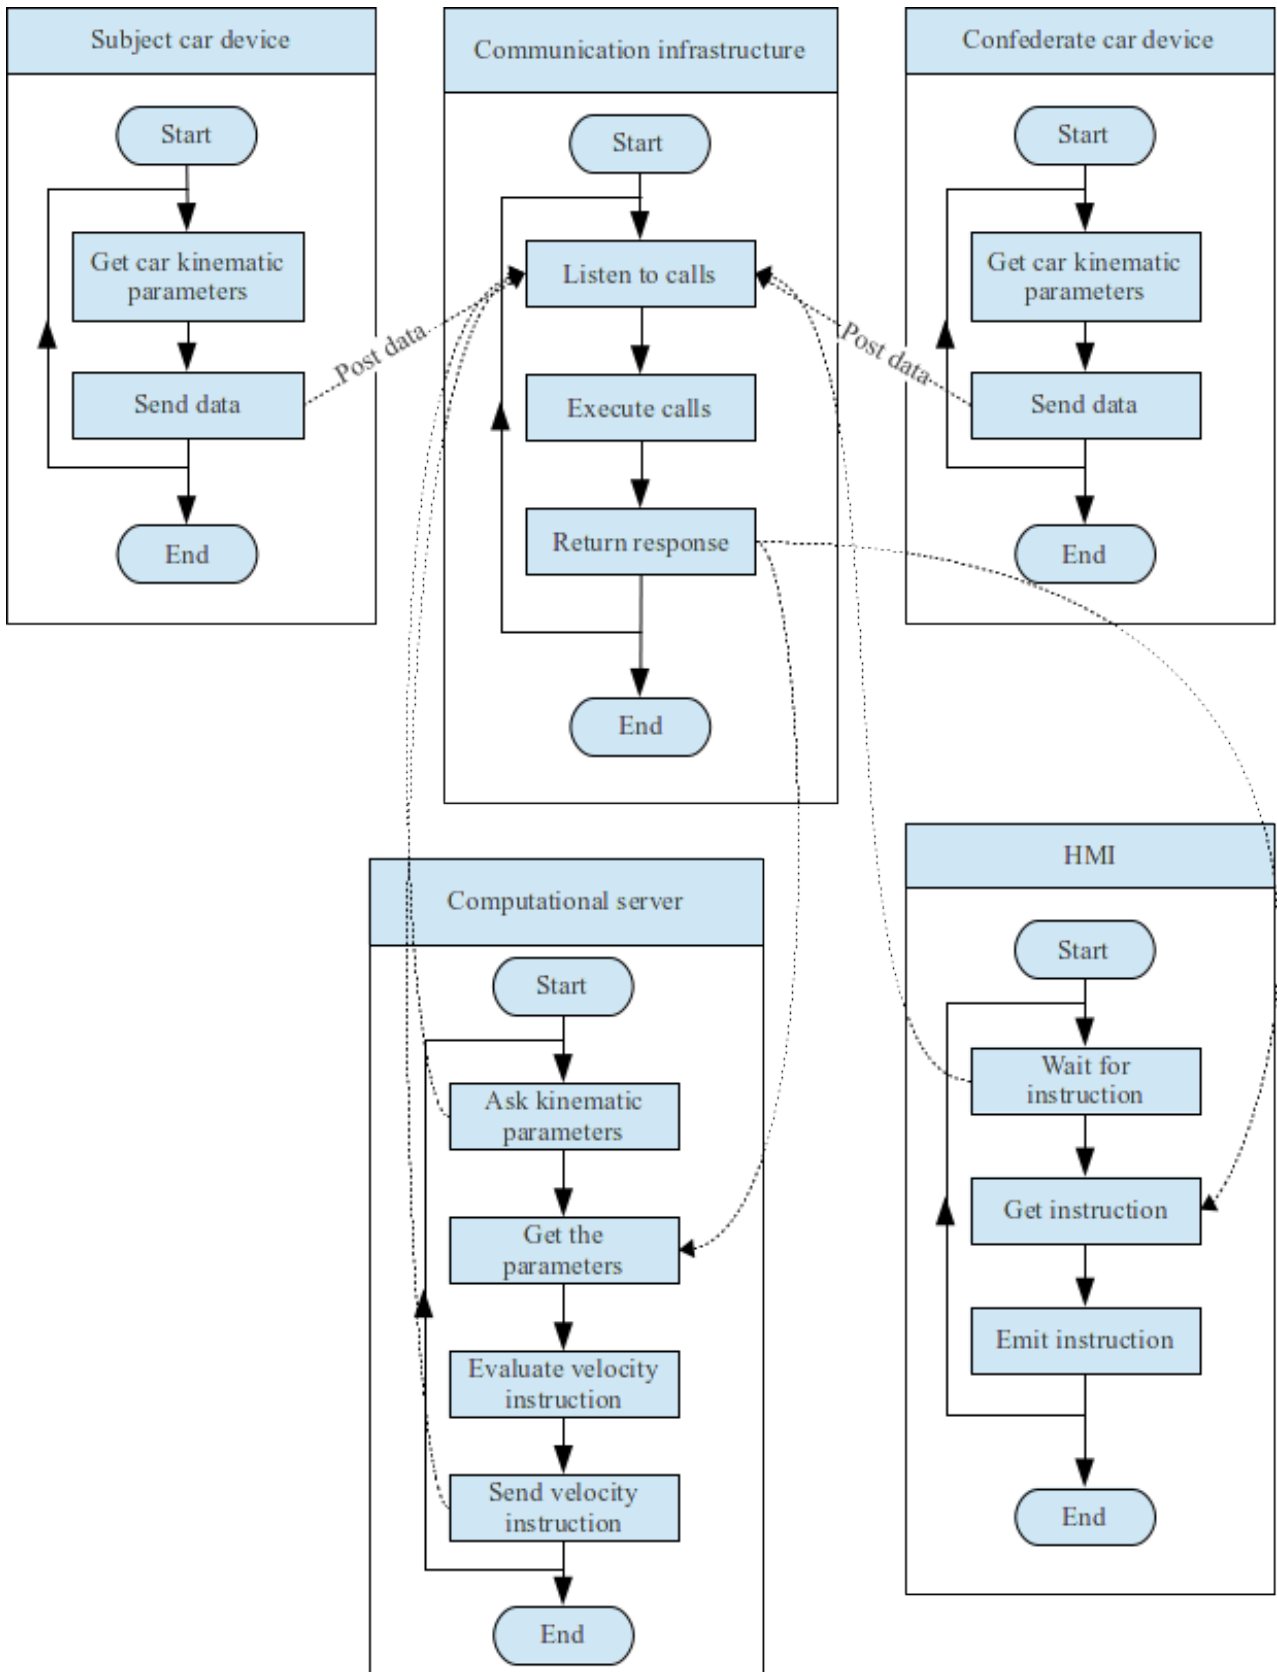 Subject car device
Start
Get car kinematic
parameters
Send data
End
Post data
Communication infrastructure
Start
Listen to calls
Execute calls
Return response
End
Post data
Confederate car device
Start
Get car kinematic
parameters
Send data
End
Computational server
Start
Ask kinematic
parameters
Get the
parameters
Evaluate velocity
instruction
Send velocity
instruction
End
HMI
Start
Wait for
instruction
Get instruction
Emit instruction
End